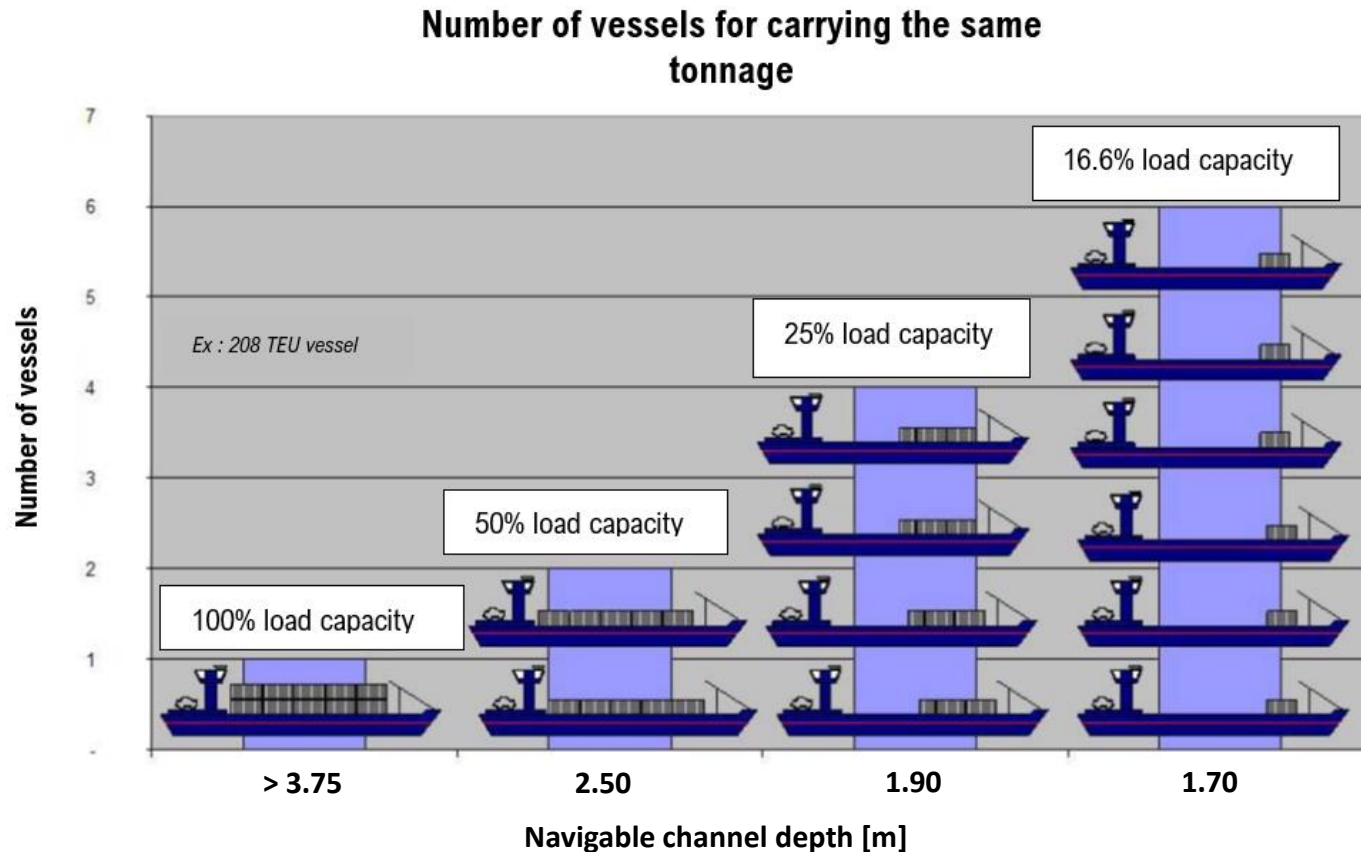 Number of vessels for carrying the same
tonnage
7
16.6% load capacity
6
5
25% load capacity
Ex : 208 TEU vessel
4
3
50% load capacity
2
100% load capacity
1
-
Number of vessels
> 3.75
2.50
1.90
1.70
Navigable channel depth [m]